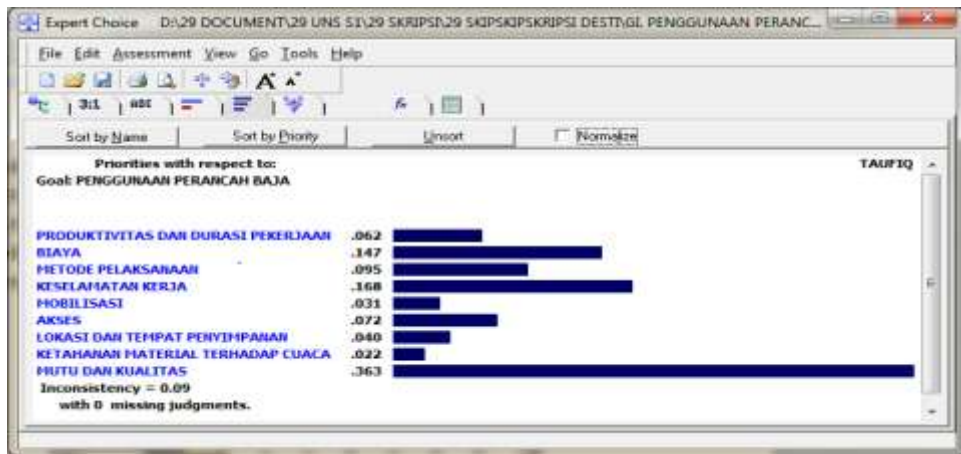 Expert Choice D:\29 DOCUMENT\29 UNS S1\29 SKRIPSI\29 SKIPSKIPSKRIPSI DESTI\GL PENGGUNAAN PERANC...
File Edit Assessment View Go Tools Help
3:1 ABC
Sort by Name Sort by Priority Unsort Normalize
Priorities with respect to: TAUFIQ
Goal: PENGGUNAAN PERANCAH BAJA
PRODUKTIVITAS DAN DURASI PEKERJAAN .062
BIAYA .147
METODE PELAKSANAAN .095
KESELAMATAN KERJA .168
MOBILISASI .031
AKSES .072
LOKASI DAN TEMPAT PENYIMPANAN .040
KETAHANAN MATERIAL TERHADAP CUACA .022
MUTU DAN KUALITAS .363
Inconsistency = 0.09
with 0 missing judgments.